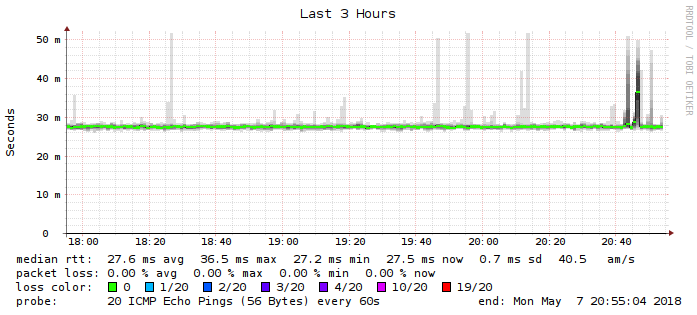 Last 3 Hours
RRDTOOL / TOBI OETIKER
Seconds
50 m
40 m
30 m
20 m
10 m
0
18:00 18:20 18:40 19:00 19:20 19:40 20:00 20:20 20:40
median rtt: 27.6 ms avg 36.5 ms max 27.2 ms min 27.5 ms now 0.7 ms sd 40.5 am/s
packet loss: 0.00 % avg 0.00 % max 0.00 % min 0.00 % now
loss color: 0 1/20 2/20 3/20 4/20 10/20 19/20
probe: 20 ICMP Echo Pings (56 Bytes) every 60s end: Mon May 7 20:55:04 2018